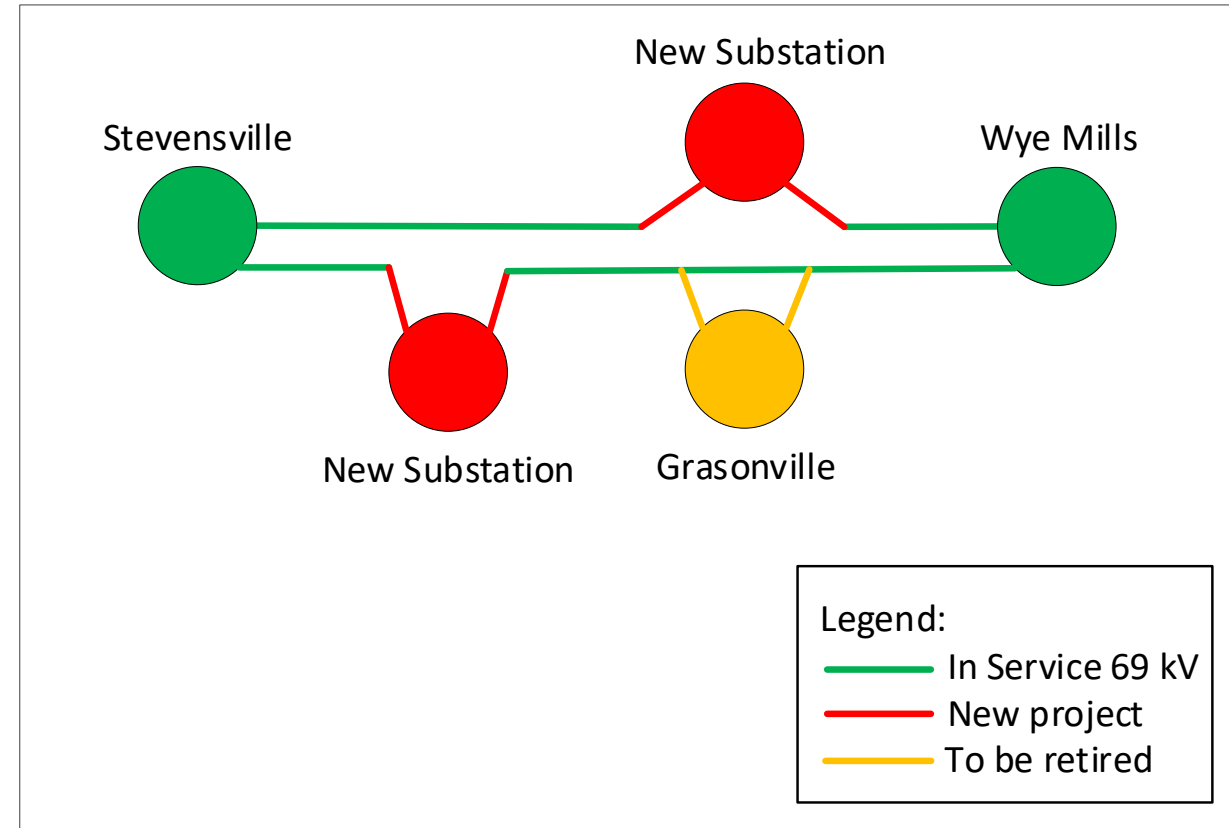 New Substation
Stevensville
Wye Mills
New Substation
Grasonville
Legend:
In Service 69 kV
New project
To be retired